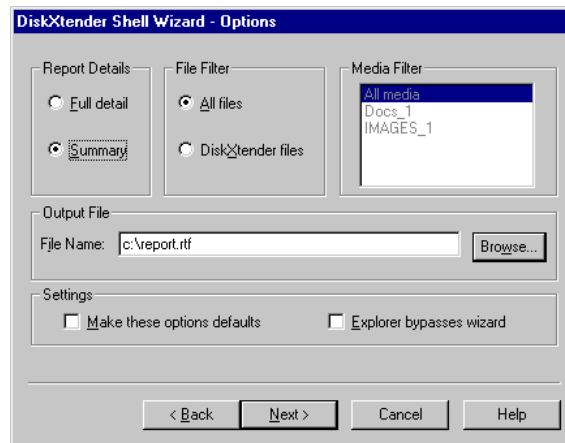 DiskXtender Shell Wizard - Options
Report Details
Full detail
Summary
File Filter
All files
DiskXtender files
Media Filter
All media
Docs_1
IMAGES_1
Output File
File Name: c:\report.rtf Browse...
Settings
Make these options defaults Explorer bypasses wizard
< Back Next > Cancel Help